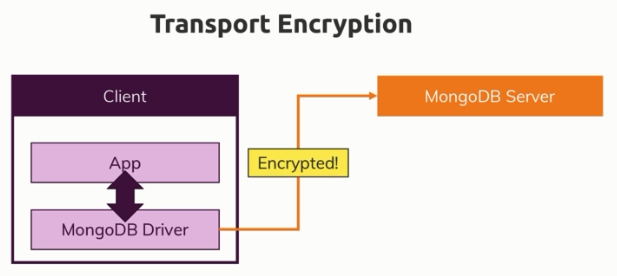 Transport Encryption
Client
MongoDB Server
App
Encrypted!
MongoDB Driver